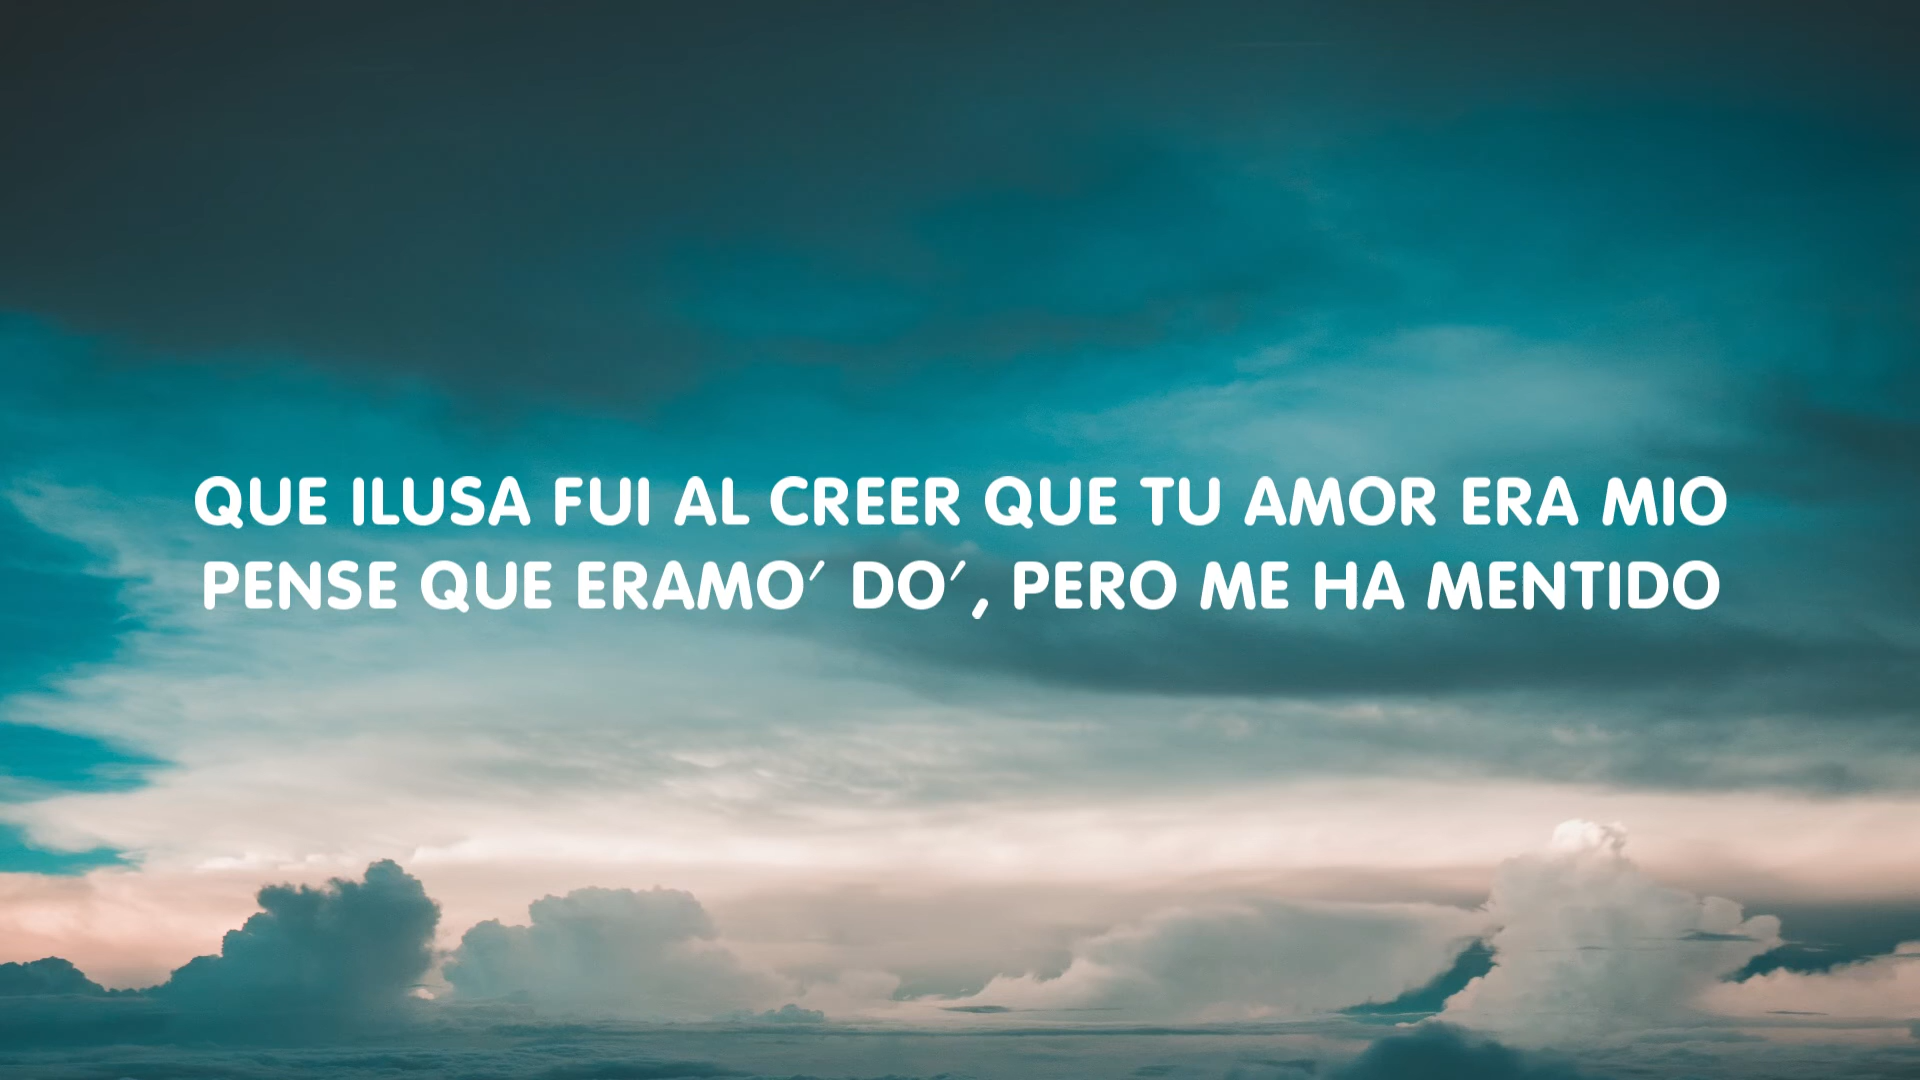 QUE ILUSA FUI AL CREER QUE TU AMOR ERA MIO
PENSE QUE ERAMO´ DO´, PERO ME HA MENTIDO